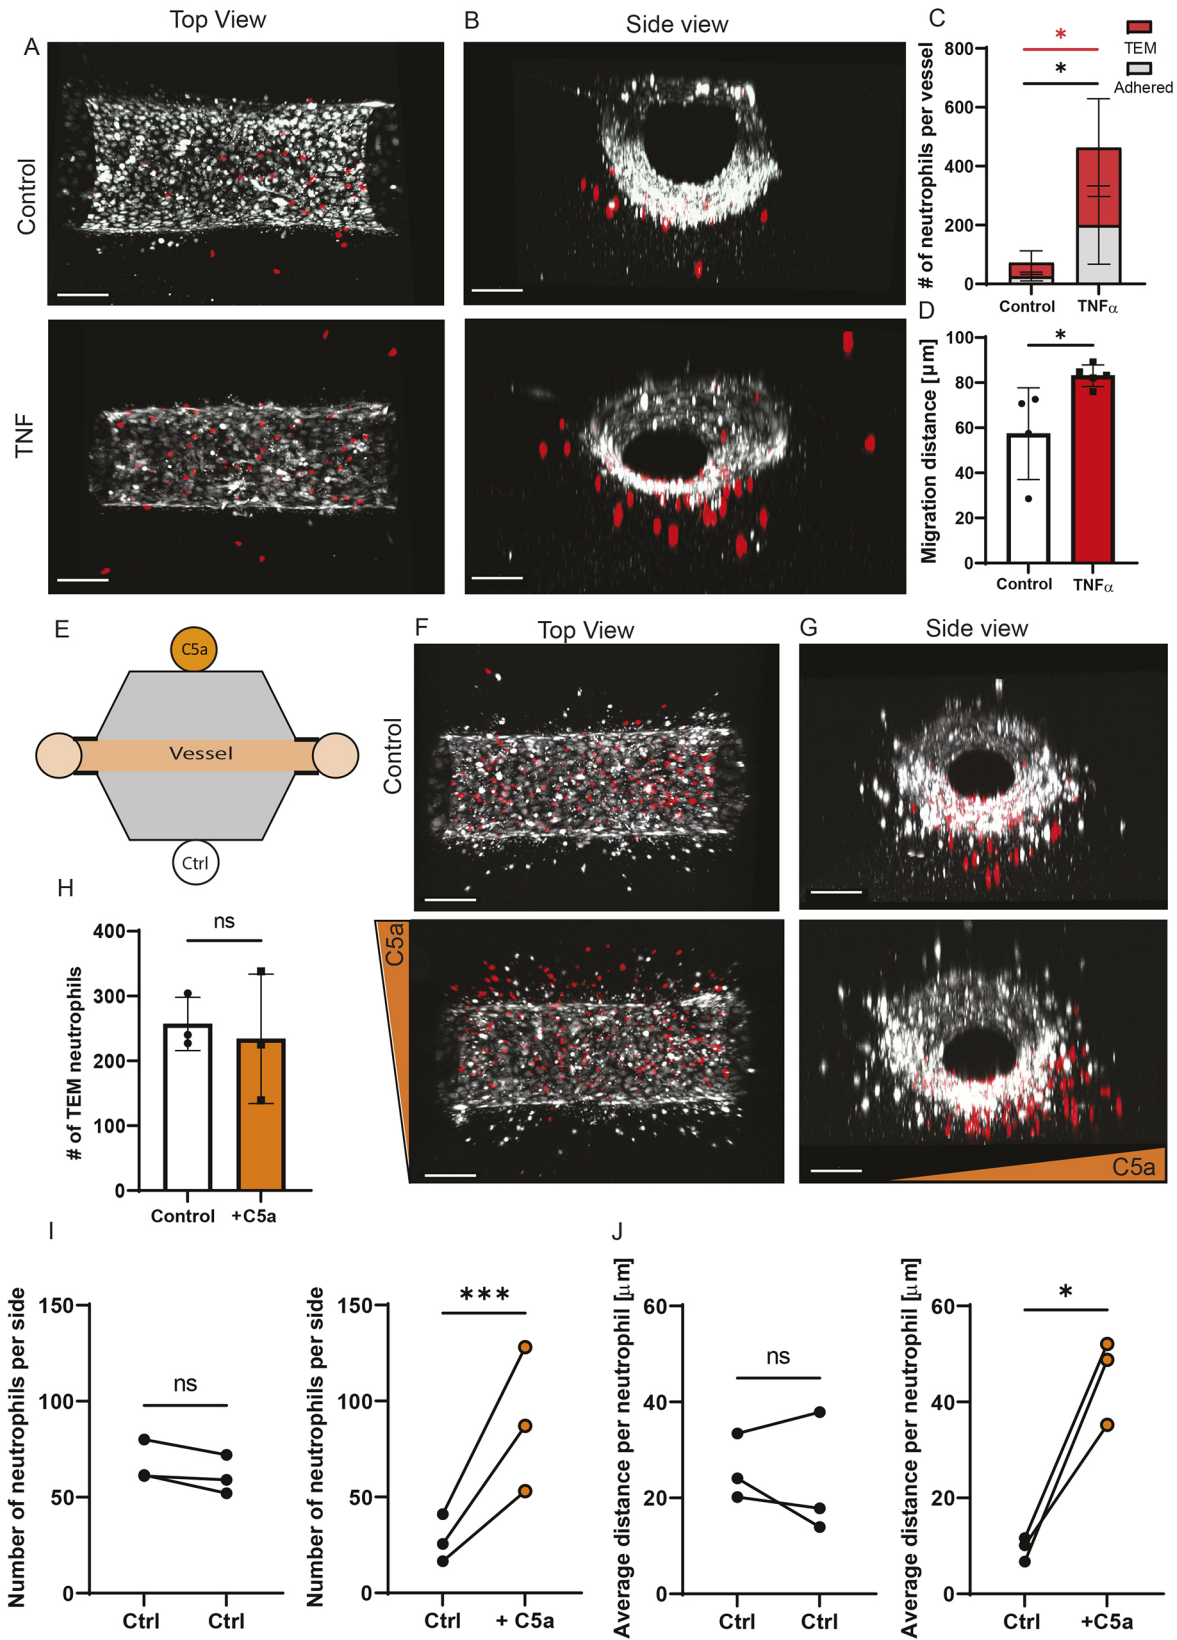 Top View
Side view
A
B
C
Control
TNF
# of neutrophils per vessel
800
600
400
200
0
*
*
TEM
Adhered
Control
TNFα
D
Migration distance [µm]
100
80
60
40
20
0
*
Control
TNFα
E
C5a
Vessel
Ctrl
F
Top View
G
Side view
Control
C5a
C5a
H
# of TEM neutrophils
400
300
200
100
0
ns
Control
+C5a
I
Number of neutrophils per side
150
100
50
0
ns
Ctrl
Ctrl
Number of neutrophils per side
150
100
50
0
***
Ctrl
+ C5a
J
Average distance per neutrophil [µm]
60
40
20
0
ns
Ctrl
Ctrl
Average distance per neutrophil [µm]
60
40
20
0
*
Ctrl
+C5a